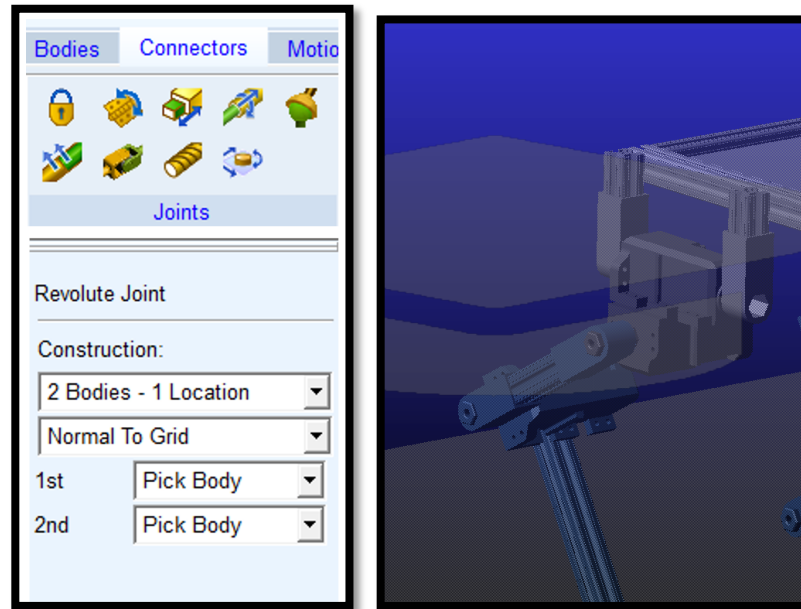 Bodies Connectors Motio
Joints
Revolute Joint
Construction:
2 Bodies - 1 Location
Normal To Grid
1st Pick Body
2nd Pick Body